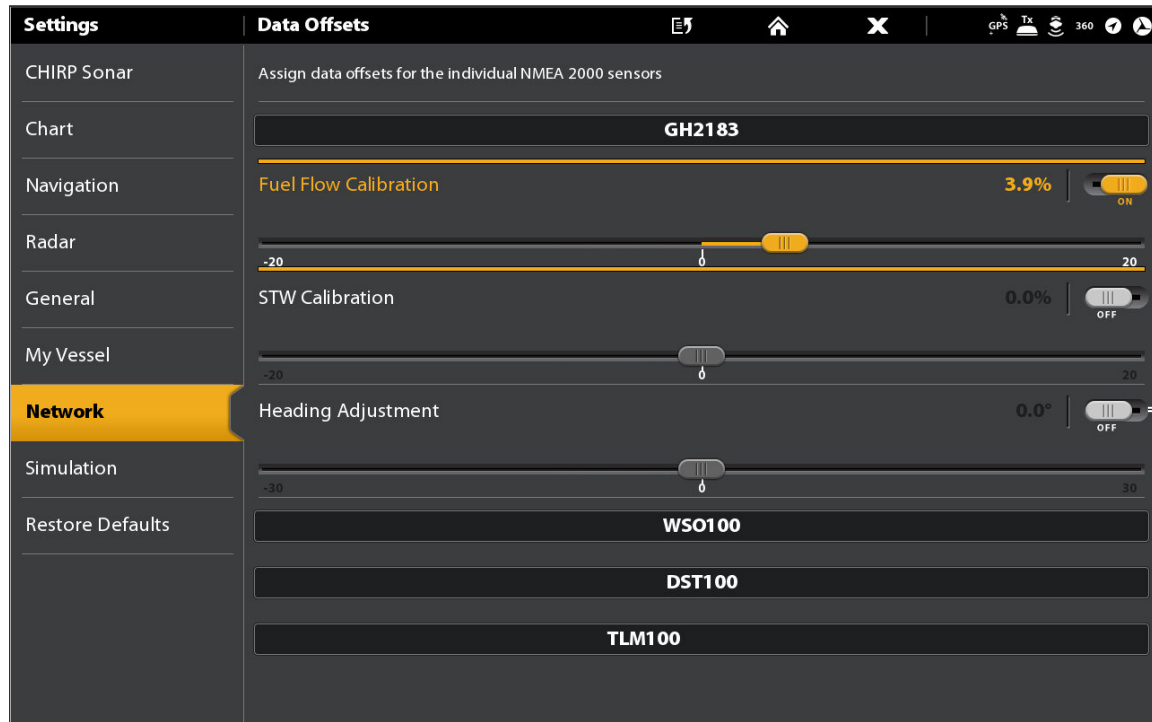 Settings
Data Offsets
GPS
Tx
360
CHIRP Sonar
Assign data offsets for the individual NMEA 2000 sensors
Chart
GH2183
Navigation
Fuel Flow Calibration
3.9%
ON
Radar
-20
0
20
General
STW Calibration
0.0%
OFF
My Vessel
-20
0
20
Network
Heading Adjustment
0.0°
OFF
Simulation
-30
0
30
Restore Defaults
WSO100
DST100
TLM100